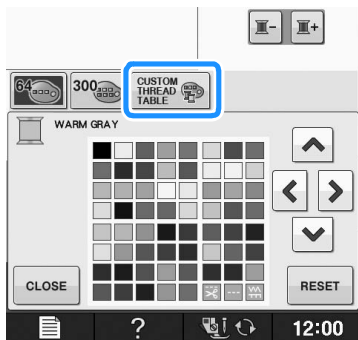 - +
64 300 CUSTOM
THREAD
TABLE
WARM GRAY
CLOSE RESET
? 12:00